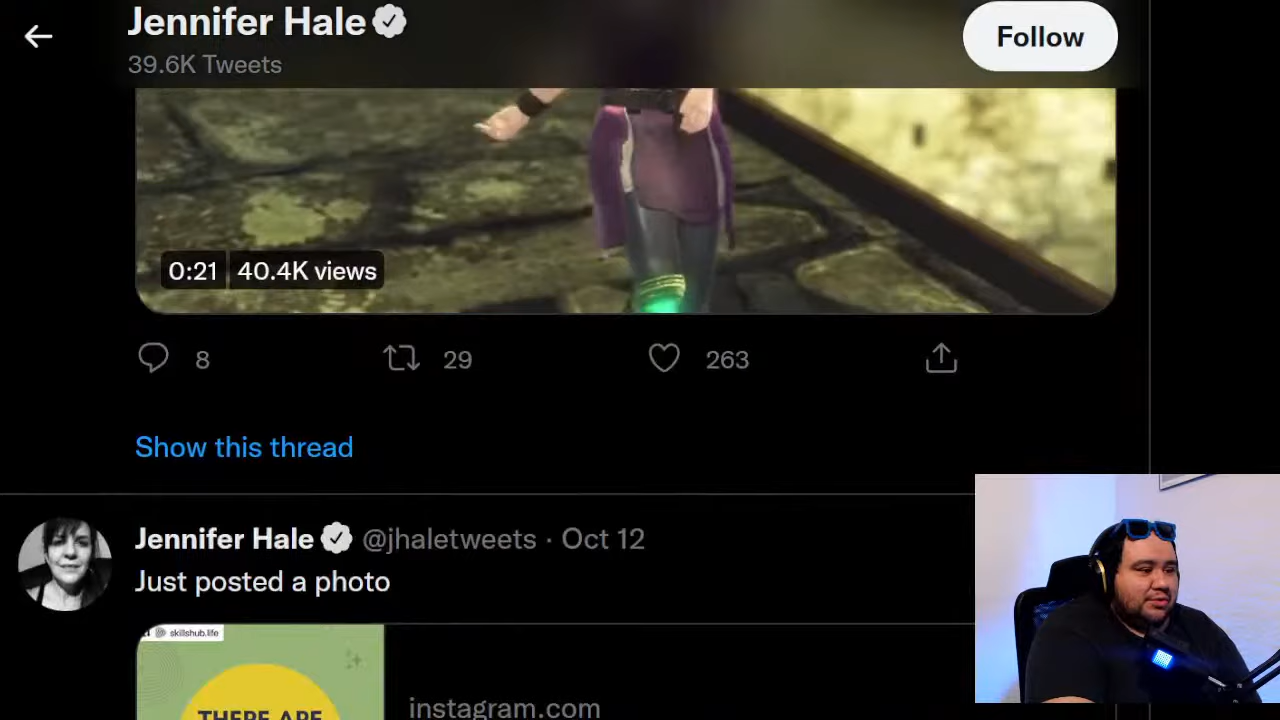 Jennifer Hale
39.6K Tweets
Follow
0:21 40.4K views
8 29 263
Show this thread
Jennifer Hale @jhaletweets · Oct 12
Just posted a photo
skillshub.life
THERE ARE
instagram.com